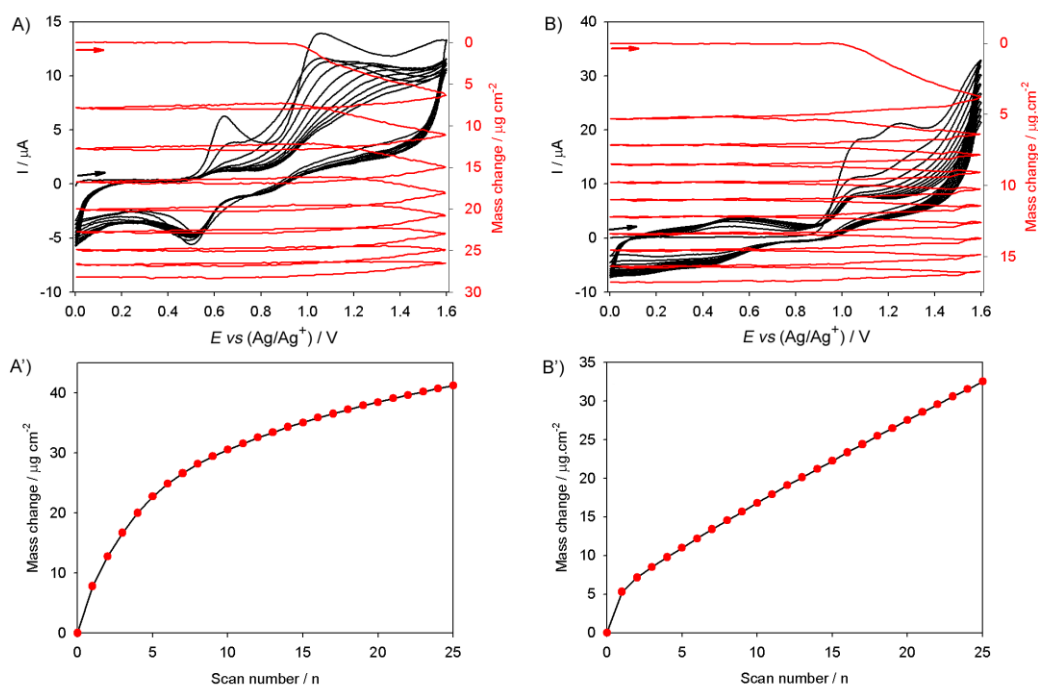 A)
15
10
5
0
-5
-10
I / µA
0
5
10
15
20
25
30
Mass change / µg cm⁻²
0.0 0.2 0.4 0.6 0.8 1.0 1.2 1.4 1.6
E vs (Ag/Ag⁺) / V
B)
40
30
20
10
0
-10
I / µA
0
5
10
15
Mass change / µg.cm⁻²
0.0 0.2 0.4 0.6 0.8 1.0 1.2 1.4 1.6
E vs (Ag/Ag⁺) / V
A')
40
30
20
10
0
Mass change / µg.cm⁻²
0 5 10 15 20 25
Scan number / n
B')
35
30
25
20
15
10
5
0
Mass change / µg.cm⁻²
0 5 10 15 20 25
Scan number / n